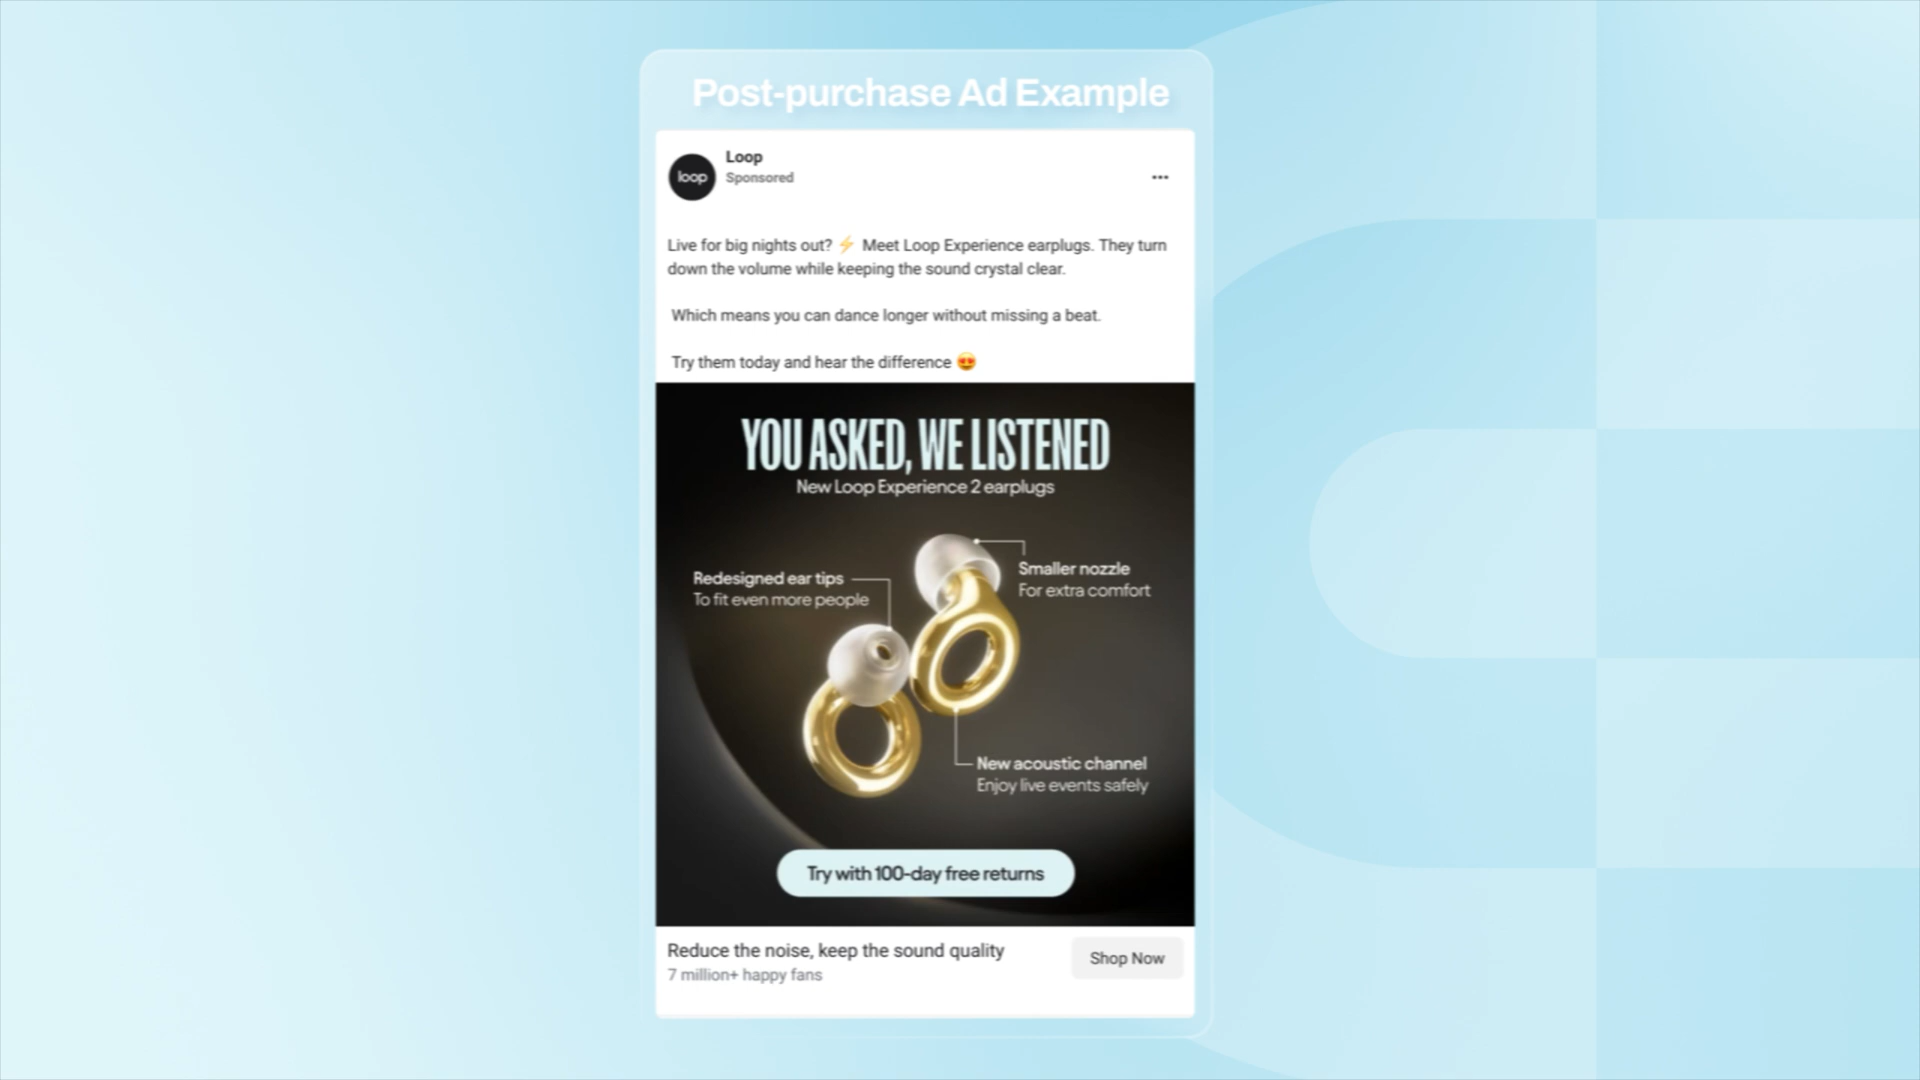 Post-purchase Ad Example
loop
Loop
Sponsored
Live for big nights out? ⚡ Meet Loop Experience earplugs. They turn
down the volume while keeping the sound crystal clear.
Which means you can dance longer without missing a beat.
Try them today and hear the difference 😍
YOU ASKED, WE LISTENED
New Loop Experience 2 earplugs
Redesigned ear tips
To fit even more people
Smaller nozzle
For extra comfort
New acoustic channel
Enjoy live events safely
Try with 100-day free returns
Reduce the noise, keep the sound quality
7 million+ happy fans
Shop Now